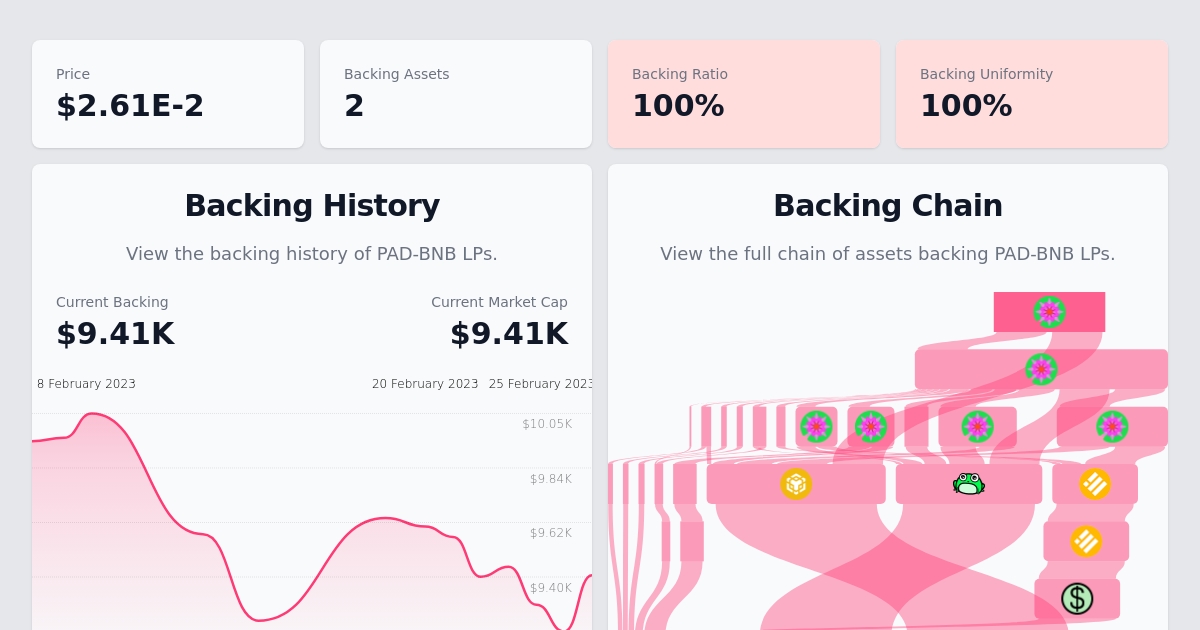 Price
$2.61E-2
Backing Assets
2
Backing Ratio
100%
Backing Uniformity
100%
Backing History
View the backing history of PAD-BNB LPs.
Current Backing
$9.41K
Current Market Cap
$9.41K
8 February 2023
20 February 2023
25 February 2023
$10.05K
$9.84K
$9.62K
$9.40K
Backing Chain
View the full chain of assets backing PAD-BNB LPs.